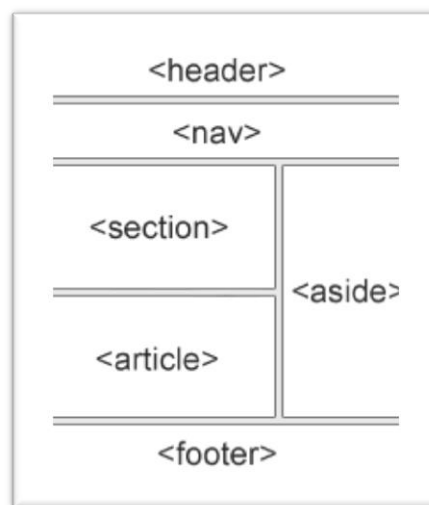 <header>
<nav>
<section>
<article>
<aside>
<footer>